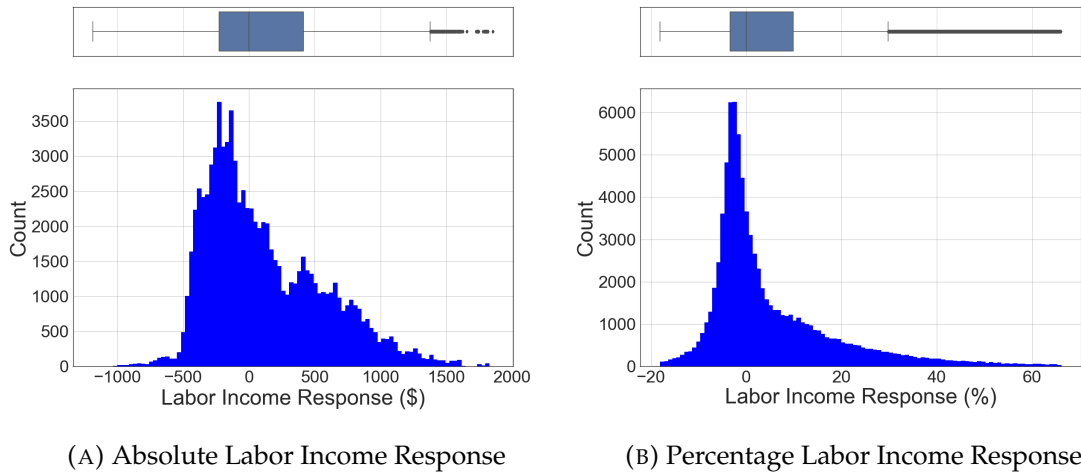 3500
3000
2500
2000
1500
1000
500
0
Count
−1000 −500 0 500 1000 1500 2000
Labor Income Response ($)
(A) Absolute Labor Income Response
6000
5000
4000
3000
2000
1000
0
Count
−20 0 20 40 60
Labor Income Response (%)
(B) Percentage Labor Income Response